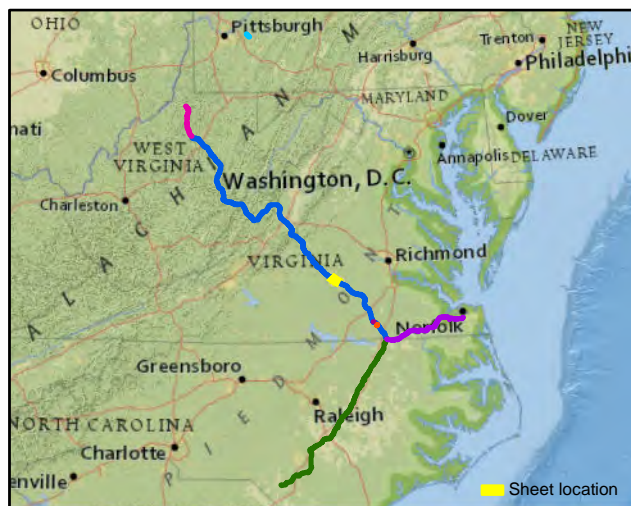 OHIO
Pittsburgh
M
NEW
JERSEY
Trenton
Harrisburg
Philadelphi
Columbus
MARYLAND
Dover
nati
N
WEST
VIRGINIA
A
Annapolis
DELAWARE
I
Washington, D.C.
H
Charleston
C
T
A
N
Richmond
VIRGINIA
O
L
A
M
Norfolk
D
Greensboro
E
Raleigh
I
NORTH CAROLINA
Charlotte
P
enville
Sheet location